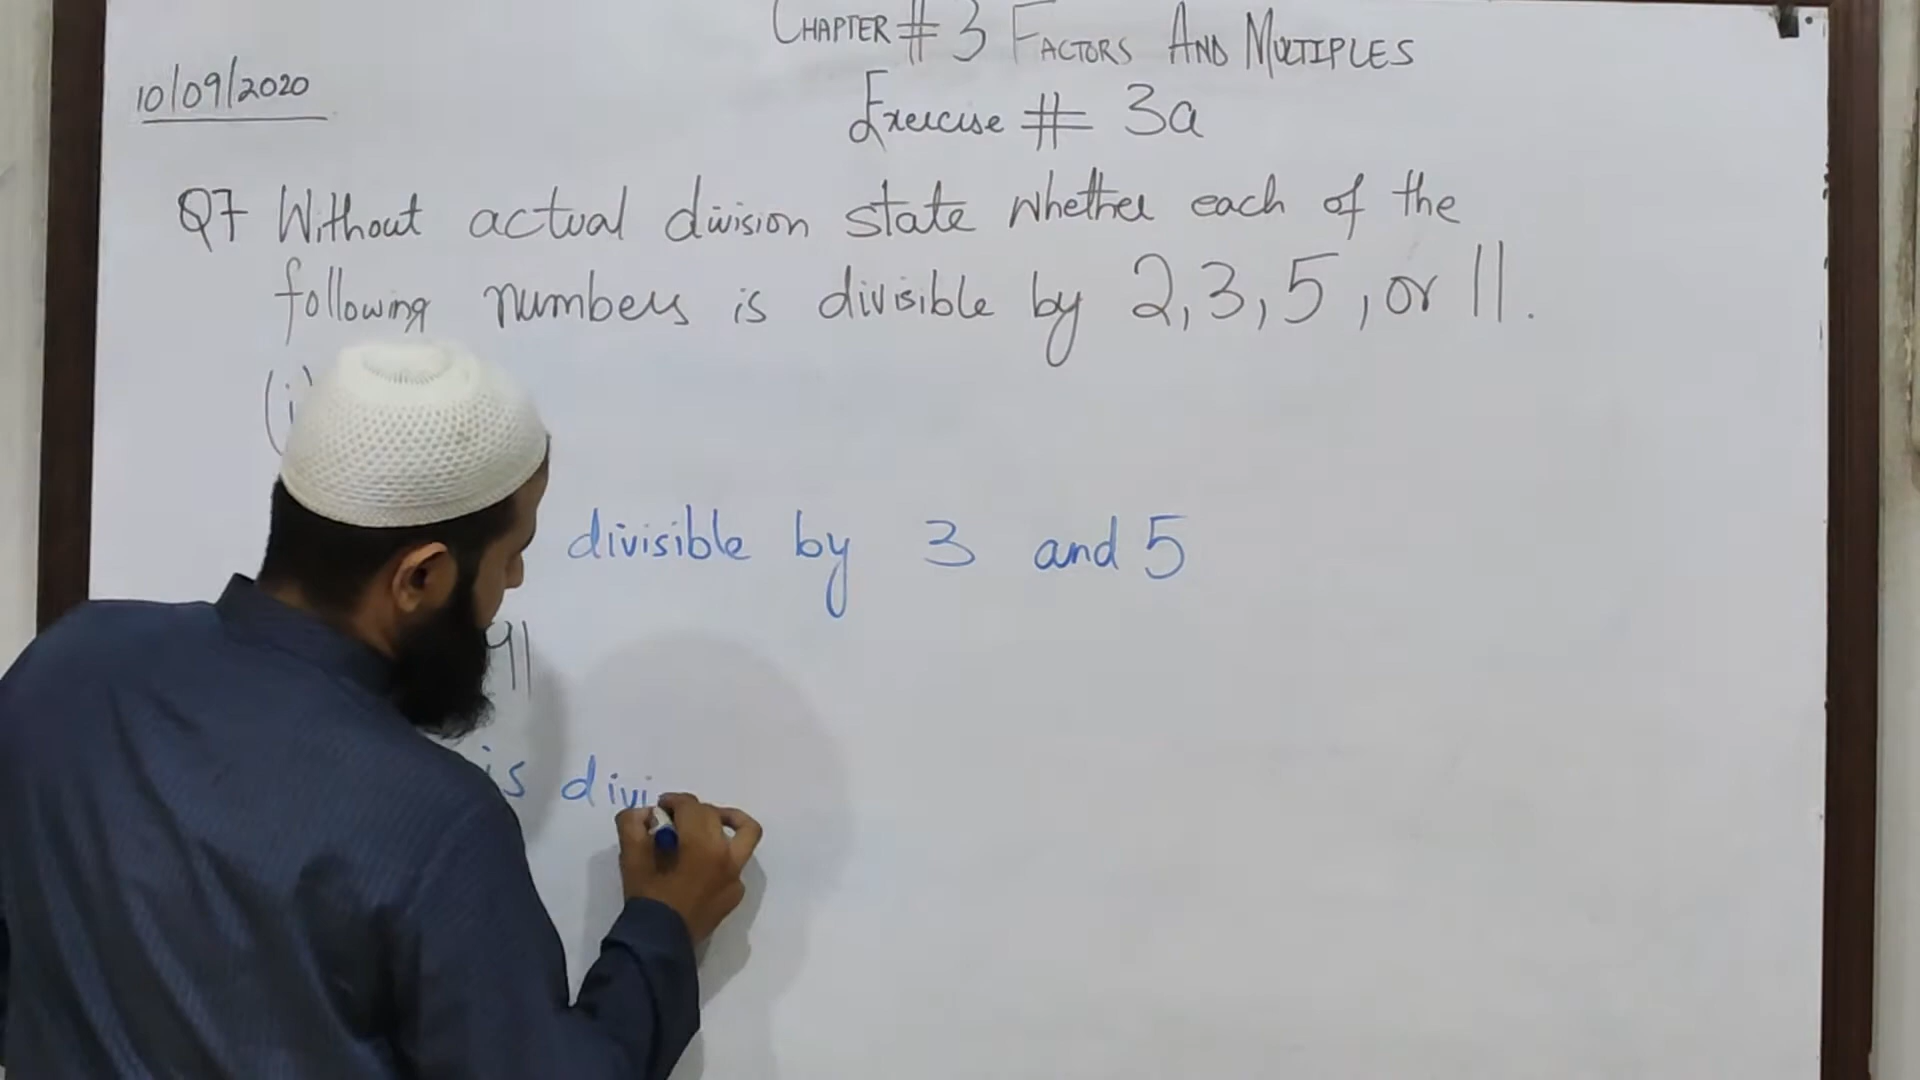 CHAPTER # 3 FACTORS AND MULTIPLES
10/09/2020
Exercise # 3a
Q7 Without actual division state whether each of the
following numbers is divisible by 2, 3, 5, or 11.
(i)
divisible by 3 and 5
91
is divi